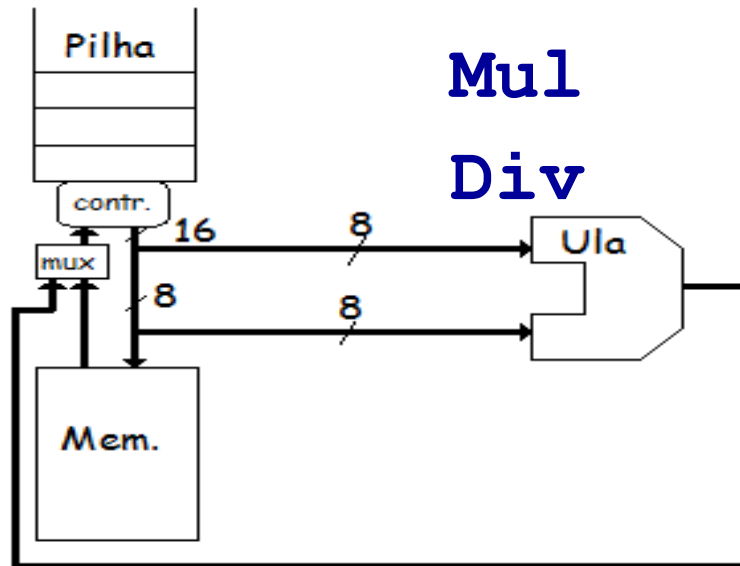 Pilha
Mul
Div
contr.
16
8
Ula
mux
8
8
Mem.